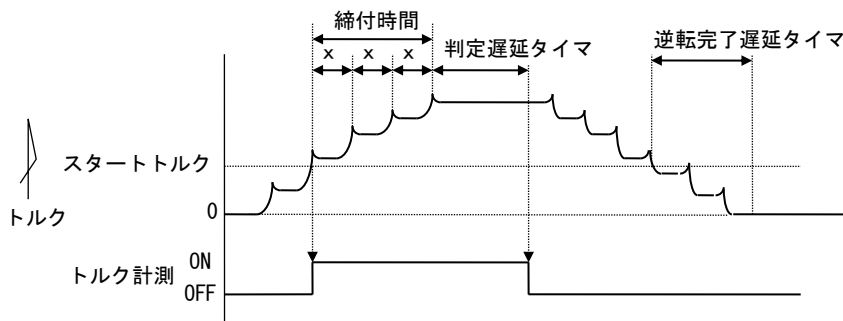 締付時間
x x x
判定遅延タイマ
逆転完了遅延タイマ
スタートトルク
0
トルク
トルク計測
ON
OFF